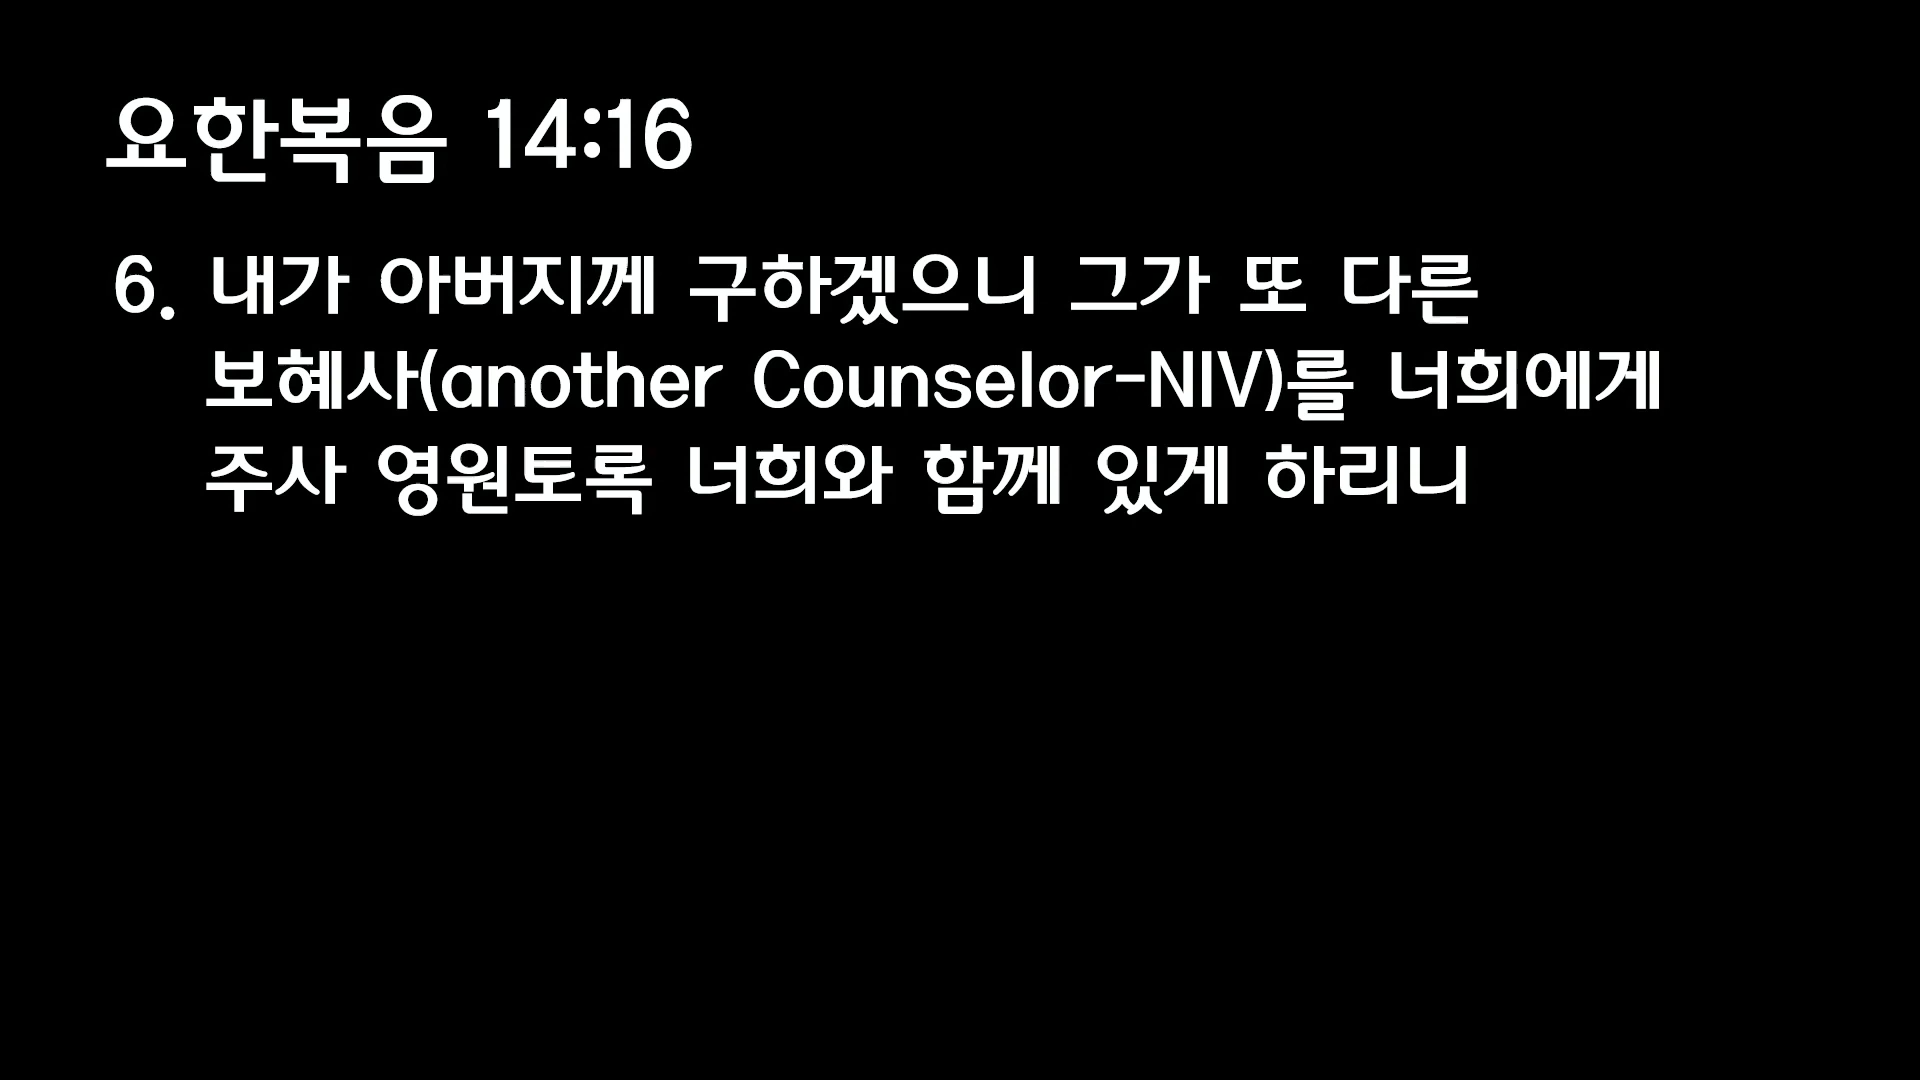 요한복음 14:16
6. 내가 아버지께 구하겠으니 그가 또 다른
보혜사(another Counselor-NIV)를 너희에게
주사 영원토록 너희와 함께 있게 하리니